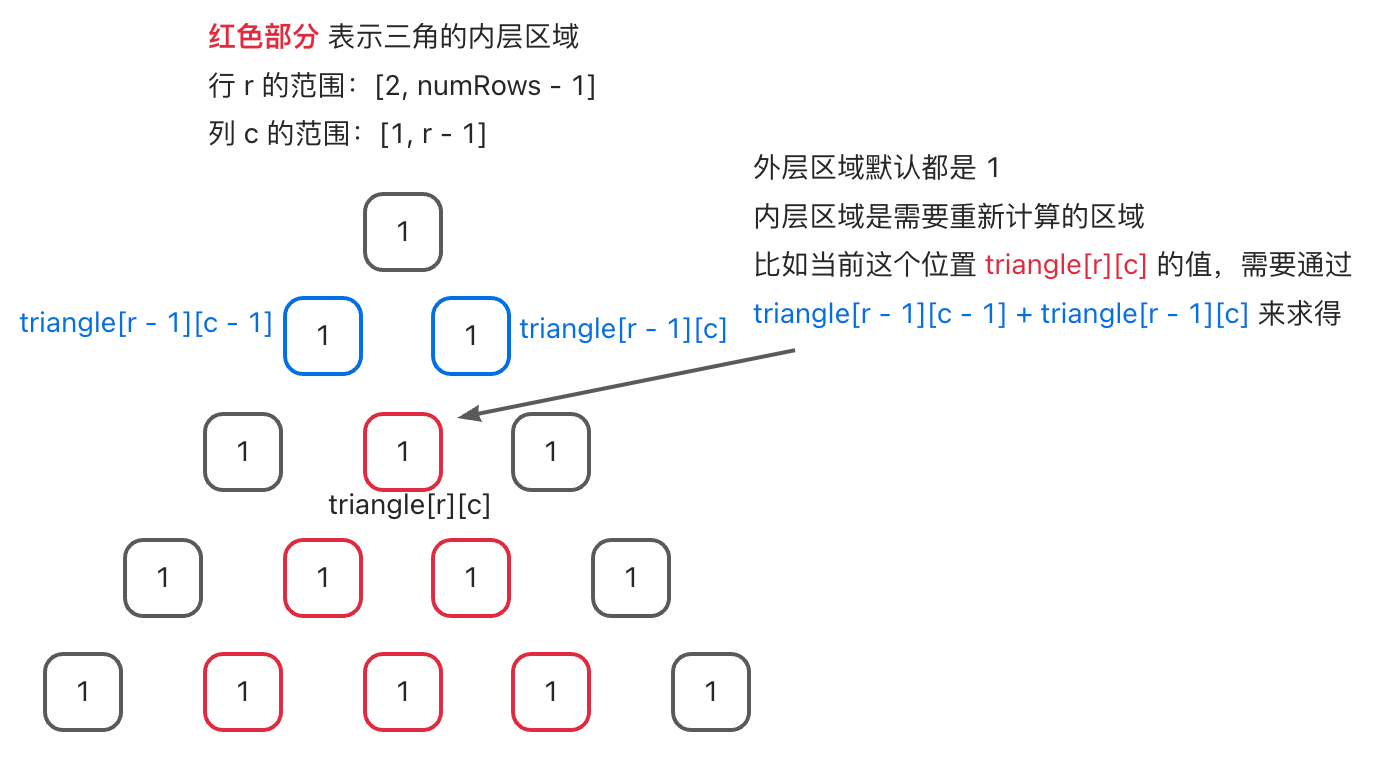 红色部分 表示三角的内层区域
行 r 的范围：[2, numRows - 1]
列 c 的范围：[1, r - 1]
外层区域默认都是 1
内层区域是需要重新计算的区域
比如当前这个位置 triangle[r][c] 的值，需要通过
triangle[r - 1][c - 1] + triangle[r - 1][c] 来求得
1
triangle[r - 1][c - 1] 1 1 triangle[r - 1][c]
1 1 1
triangle[r][c]
1 1 1 1
1 1 1 1 1